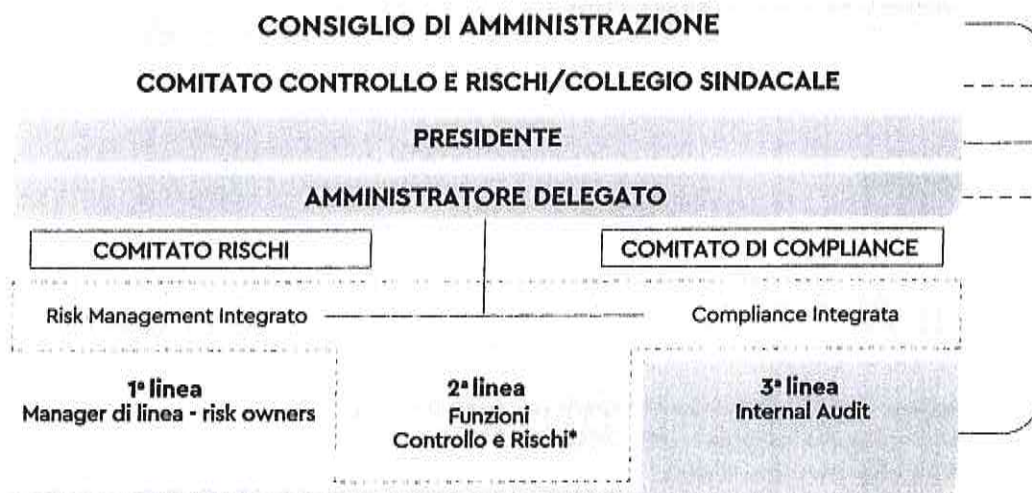 CONSIGLIO DI AMMINISTRAZIONE
COMITATO CONTROLLO E RISCHI/COLLEGIO SINDACALE
PRESIDENTE
AMMINISTRATORE DELEGATO
COMITATO RISCHI
COMITATO DI COMPLIANCE
Risk Management Integrato
Compliance Integrata
1ª linea
Manager di linea - risk owners
2ª linea
Funzioni
Controllo e Rischi*
3ª linea
Internal Audit